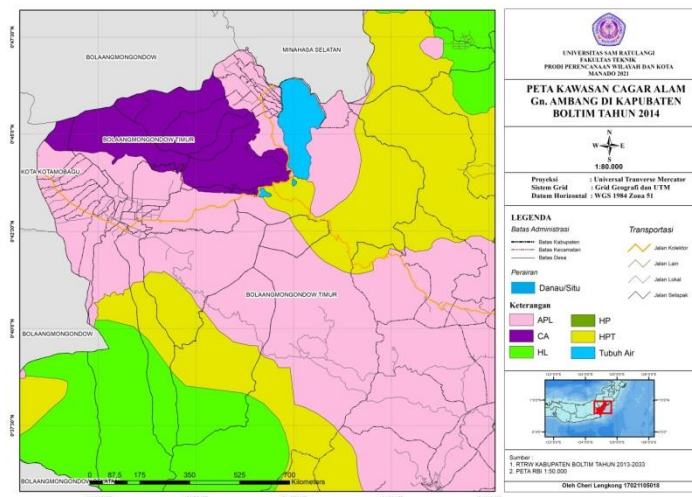 UNIVERSITAS SAM RATULANGI
FAKULTAS TEKNIK
PRODI PERENCANAAN WILAYAH DAN KOTA
MANADO 2021
PETA KAWASAN CAGAR ALAM
Gn. AMBANG DI KAPUBATEN
BOLTIM TAHUN 2014
N
W E
S
1:80.000
Proyeksi : Universal Tranverse Mercator
Sistem Grid : Grid Geografi dan UTM
Datum Horizontal : WGS 1984 Zona 51
LEGENDA
Batas Administrasi
Batas Kabupaten
Batas Kecamatan
Batas Desa
Transportasi
Jalan Kolektor
Jalan Lain
Jalan Lokal
Jalan Setapak
Perairan
Danau/Situ
Keterangan
APL
CA
HL
HP
HPT
Tubuh Air
Sumber :
1. RTRW KABUPATEN BOLTIM TAHUN 2013-2033
2. PETA RBI 1:50.000
Oleh Cheri Lengkong 17021105018
BOLAANGMONGONDOW
MINAHASA SELATAN
BOLAANGMONGONDOW TIMUR
KOTA KOTAMOBAGU
BOLAANGMONGONDOW TIMUR
BOLAANGMONGONDOW
0 87,5 175 350 525 700
Kilometers